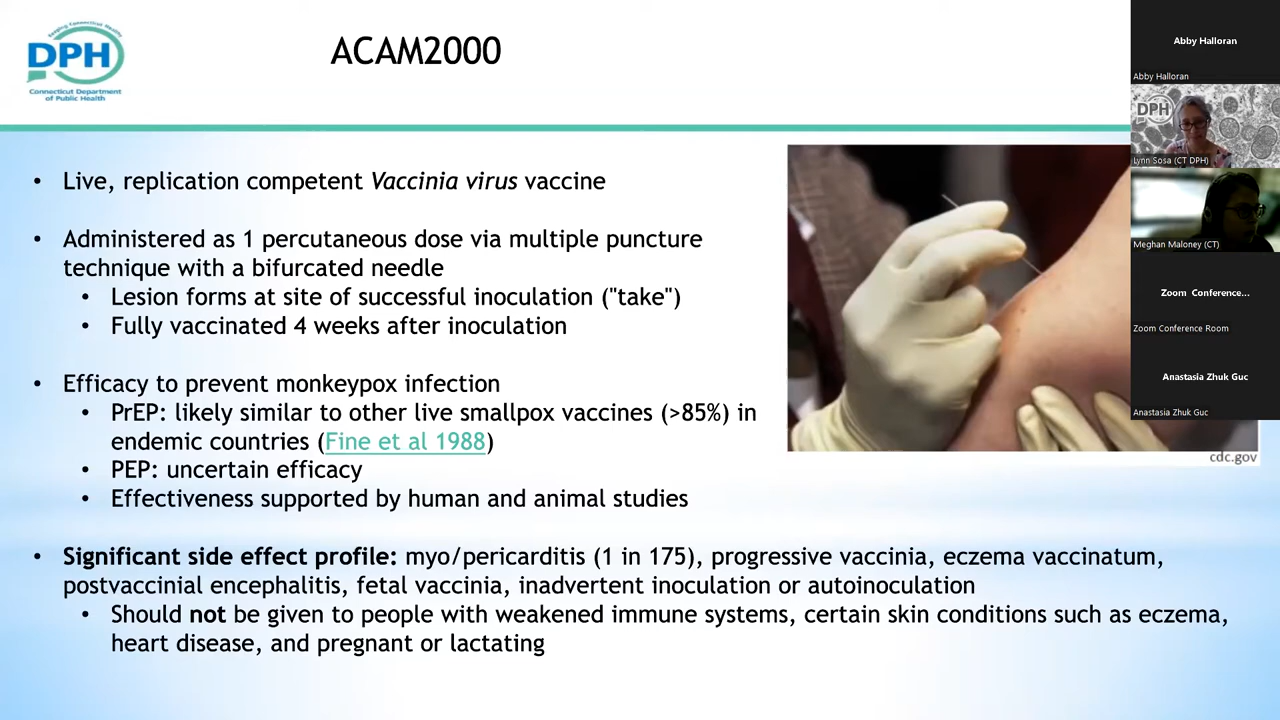 Keeping Connecticut Healthy
DPH
Connecticut Department
of Public Health
ACAM2000
• Live, replication competent Vaccinia virus vaccine
• Administered as 1 percutaneous dose via multiple puncture
technique with a bifurcated needle
• Lesion forms at site of successful inoculation ("take")
• Fully vaccinated 4 weeks after inoculation
• Efficacy to prevent monkeypox infection
• PrEP: likely similar to other live smallpox vaccines (>85%) in
endemic countries (Fine et al 1988)
• PEP: uncertain efficacy
• Effectiveness supported by human and animal studies
• Significant side effect profile: myo/pericarditis (1 in 175), progressive vaccinia, eczema vaccinatum,
postvaccinial encephalitis, fetal vaccinia, inadvertent inoculation or autoinoculation
• Should not be given to people with weakened immune systems, certain skin conditions such as eczema,
heart disease, and pregnant or lactating
cdc.gov
Abby Halloran
Abby Halloran
DPH
Lynn Sosa (CT DPH)
Meghan Maloney (CT)
Zoom Conference...
Zoom Conference Room
Anastasia Zhuk Guc
Anastasia Zhuk Guc